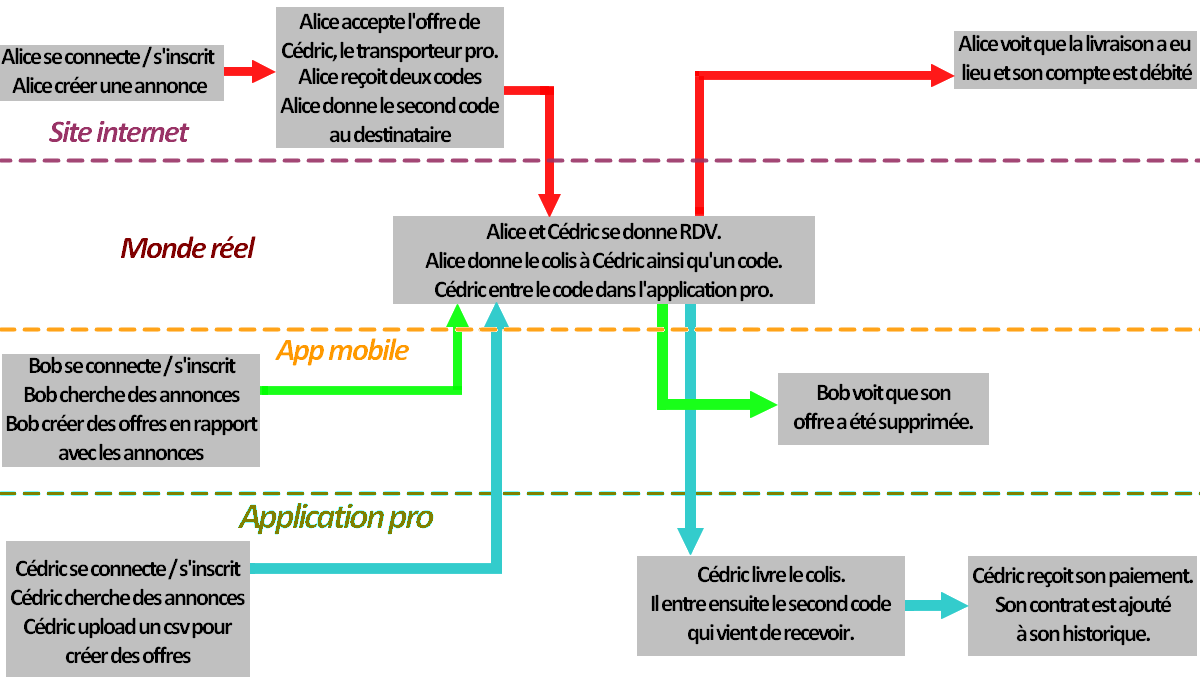 Alice se connecte / s'inscrit
Alice créer une annonce
Alice accepte l'offre de
Cédric, le transporteur pro.
Alice reçoit deux codes
Alice donne le second code
au destinataire
Alice voit que la livraison a eu
lieu et son compte est débité
Site internet
Monde réel
Alice et Cédric se donne RDV.
Alice donne le colis à Cédric ainsi qu'un code.
Cédric entre le code dans l'application pro.
App mobile
Bob se connecte / s'inscrit
Bob cherche des annonces
Bob créer des offres en rapport
avec les annonces
Bob voit que son
offre a été supprimée.
Application pro
Cédric se connecte / s'inscrit
Cédric cherche des annonces
Cédric upload un csv pour
créer des offres
Cédric livre le colis.
Il entre ensuite le second code
qui vient de recevoir.
Cédric reçoit son paiement.
Son contrat est ajouté
à son historique.